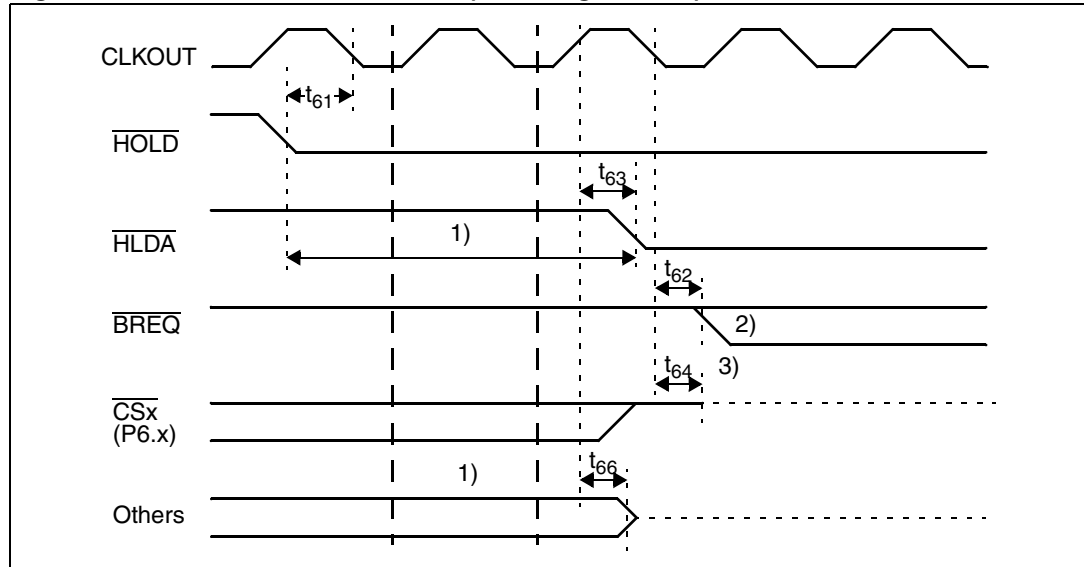 CLKOUT
t61
HOLD
t63
HLDA
1)
t62
BREQ
2)
t64
3)
CSx
(P6.x)
1)
t66
Others